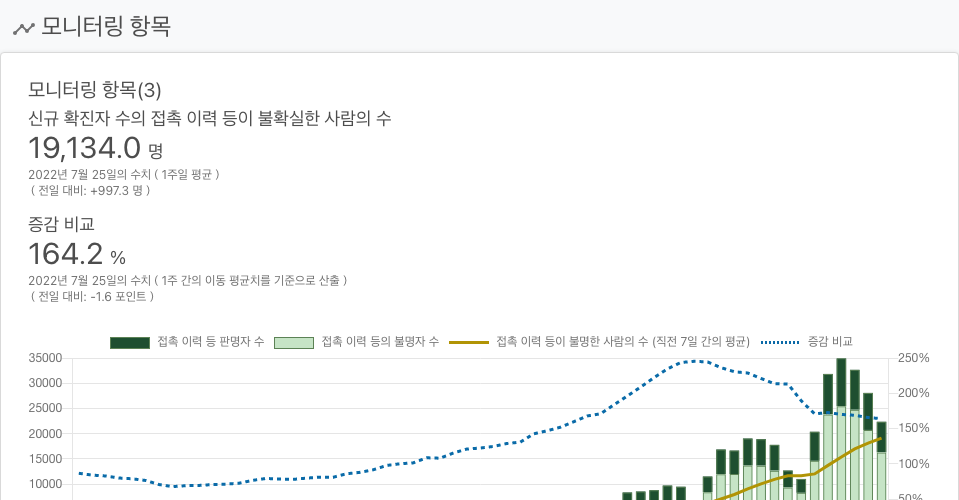 모니터링 항목
모니터링 항목(3)
신규 확진자 수의 접촉 이력 등이 불확실한 사람의 수
19,134.0 명
2022년 7월 25일의 수치 ( 1주일 평균 )
( 전일 대비: +997.3 명 )
증감 비교
164.2 %
2022년 7월 25일의 수치 ( 1주 간의 이동 평균치를 기준으로 산출 )
( 전일 대비: -1.6 포인트 )
접촉 이력 등 판명자 수 접촉 이력 등의 불명자 수 접촉 이력 등이 불명한 사람의 수 (직전 7일 간의 평균) 증감 비교
35000 250%
30000
200%
25000
20000 150%
15000
100%
10000
50%